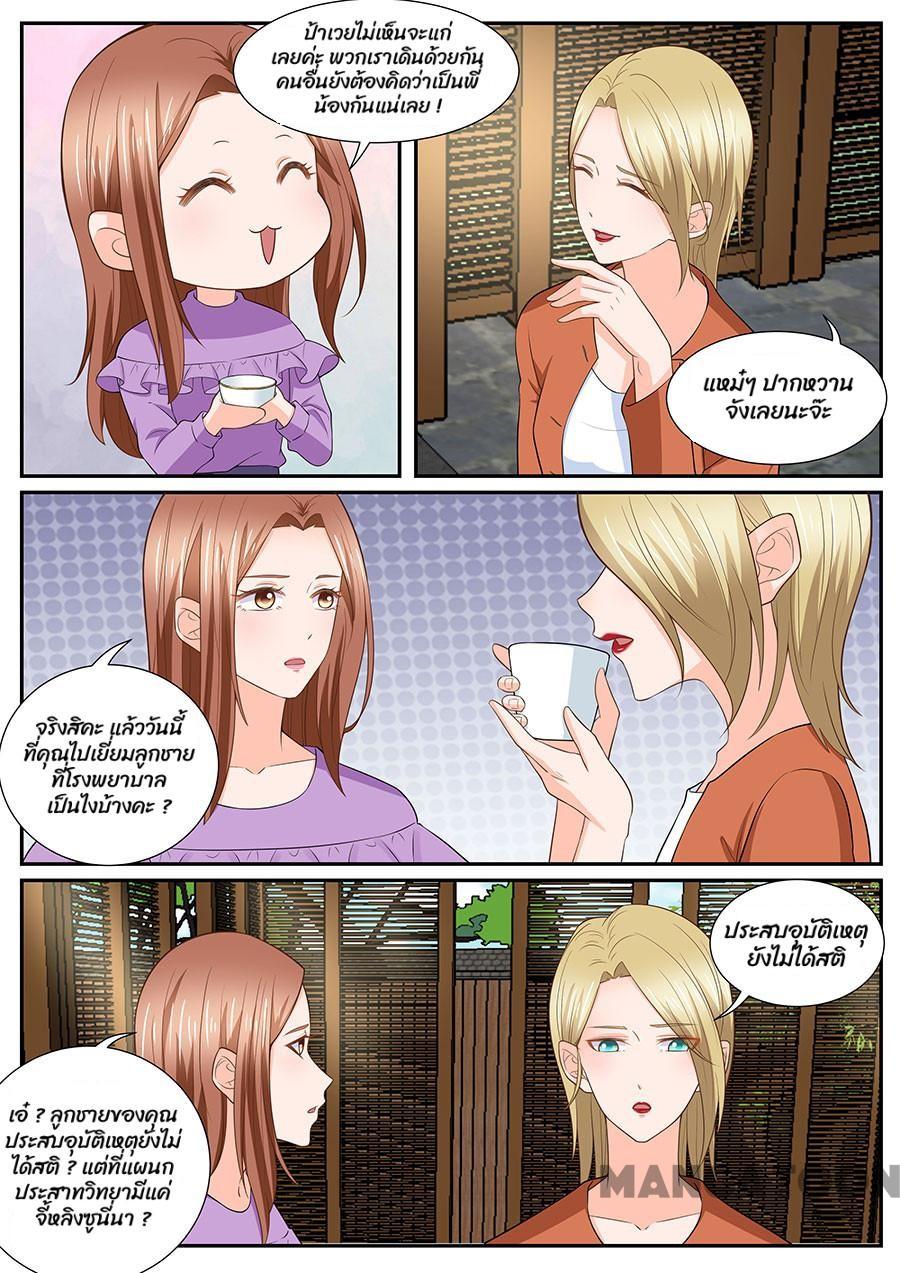 ป้าเวยไม่เห็นจะแก่
เลยค่ะ พวกเราเดินด้วยกัน
คนอื่นยังต้องคิดว่าเป็นพี่
น้องกันแน่เลย !
แหม๋ๆ ปากหวาน
จังเลยนะจ๊ะ
จริงสิคะ แล้ววันนี้
ที่คุณไปเยี่ยมลูกชาย
ที่โรงพยาบาล
เป็นไงบ้างคะ ?
ประสบอุบัติเหตุ
ยังไม่ได้สติ
เอ๋ ? ลูกชายของคุณ
ประสบอุบัติเหตุยังไม่
ได้สติ ? แต่ที่แผนก
ประสาทวิทยามีแค่
จี้หลิงซูนี่นา ?